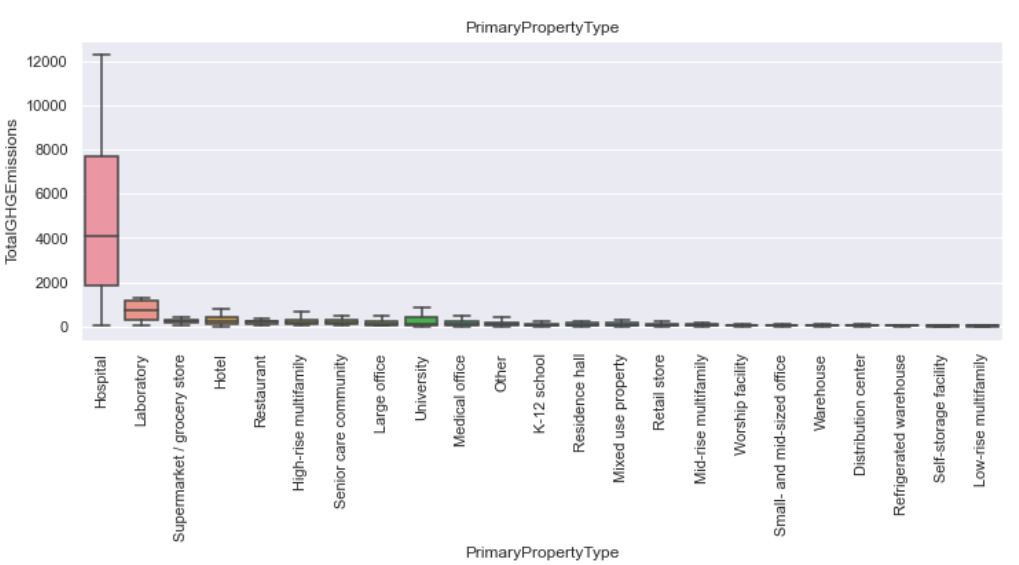 PrimaryPropertyType
TotalGHGEmissions
12000
10000
8000
6000
4000
2000
0
Hospital
Laboratory
Supermarket / grocery store
Hotel
Restaurant
High-rise multifamily
Senior care community
Large office
University
Medical office
Other
K-12 school
Residence hall
Mixed use property
Retail store
Mid-rise multifamily
Worship facility
Small- and mid-sized office
Warehouse
Distribution center
Refrigerated warehouse
Self-storage facility
Low-rise multifamily
PrimaryPropertyType